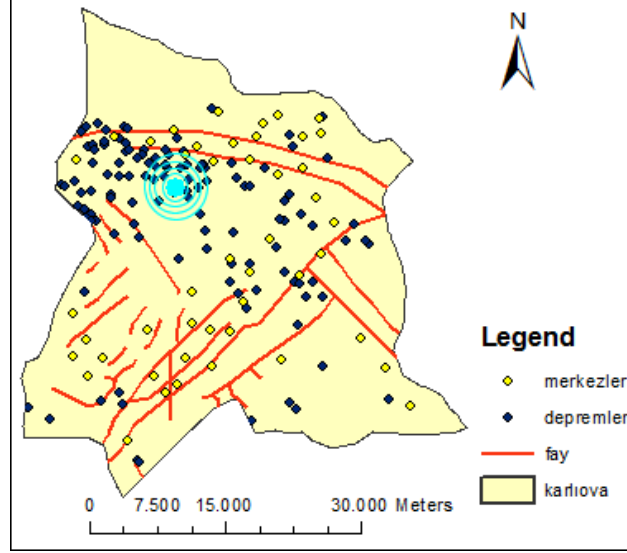 N
Legend
merkezler
depremler
fay
karlıova
0 7.500 15.000 30.000 Meters